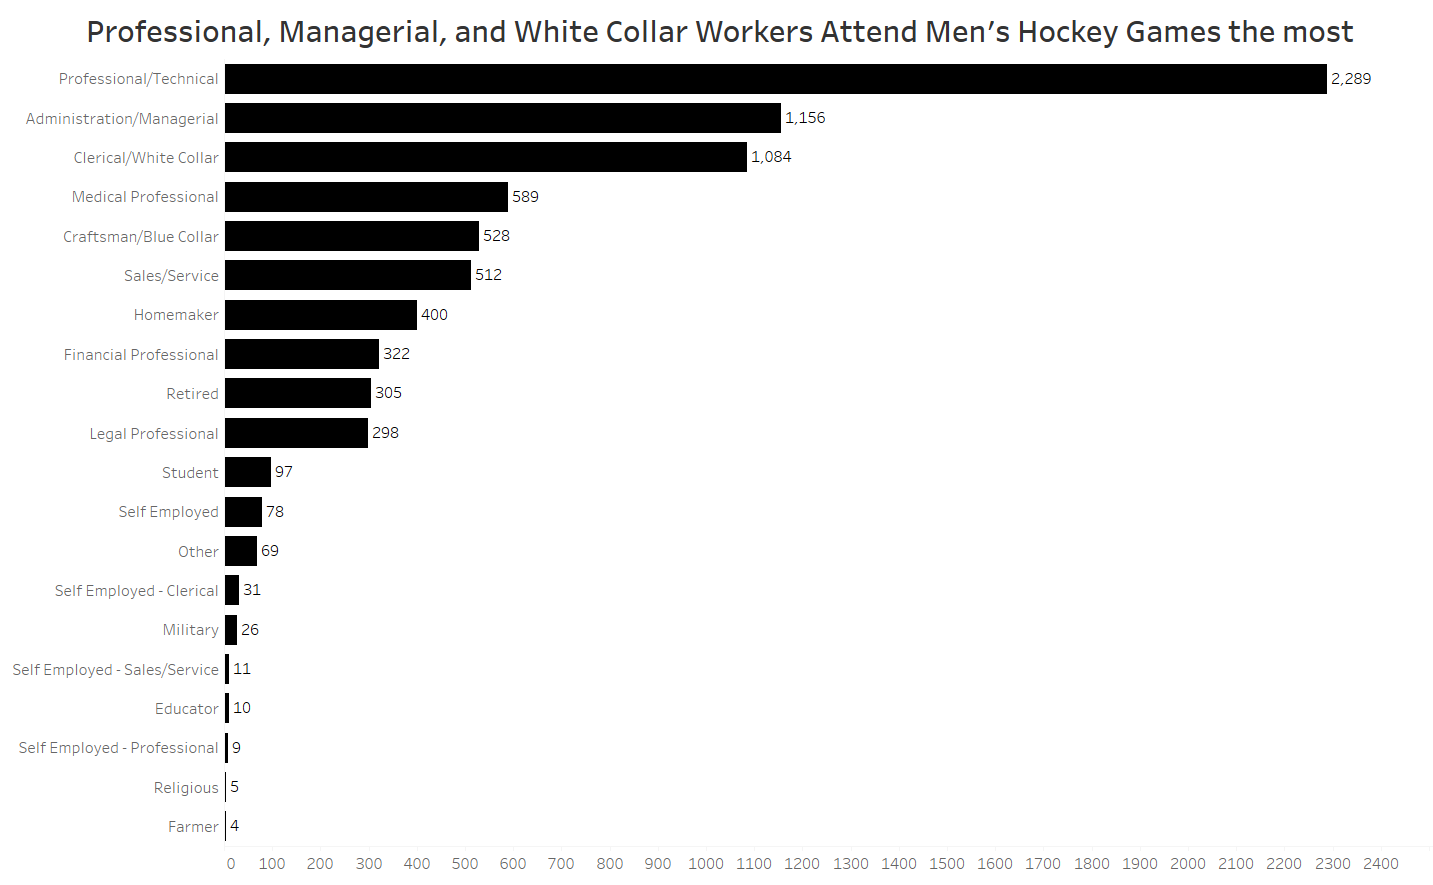 Professional, Managerial, and White Collar Workers Attend Men’s Hockey Games the most
Professional/Technical 2,289
Administration/Managerial 1,156
Clerical/White Collar 1,084
Medical Professional 589
Craftsman/Blue Collar 528
Sales/Service 512
Homemaker 400
Financial Professional 322
Retired 305
Legal Professional 298
Student 97
Self Employed 78
Other 69
Self Employed - Clerical 31
Military 26
Self Employed - Sales/Service 11
Educator 10
Self Employed - Professional 9
Religious 5
Farmer 4
0 100 200 300 400 500 600 700 800 900 1000 1100 1200 1300 1400 1500 1600 1700 1800 1900 2000 2100 2200 2300 2400